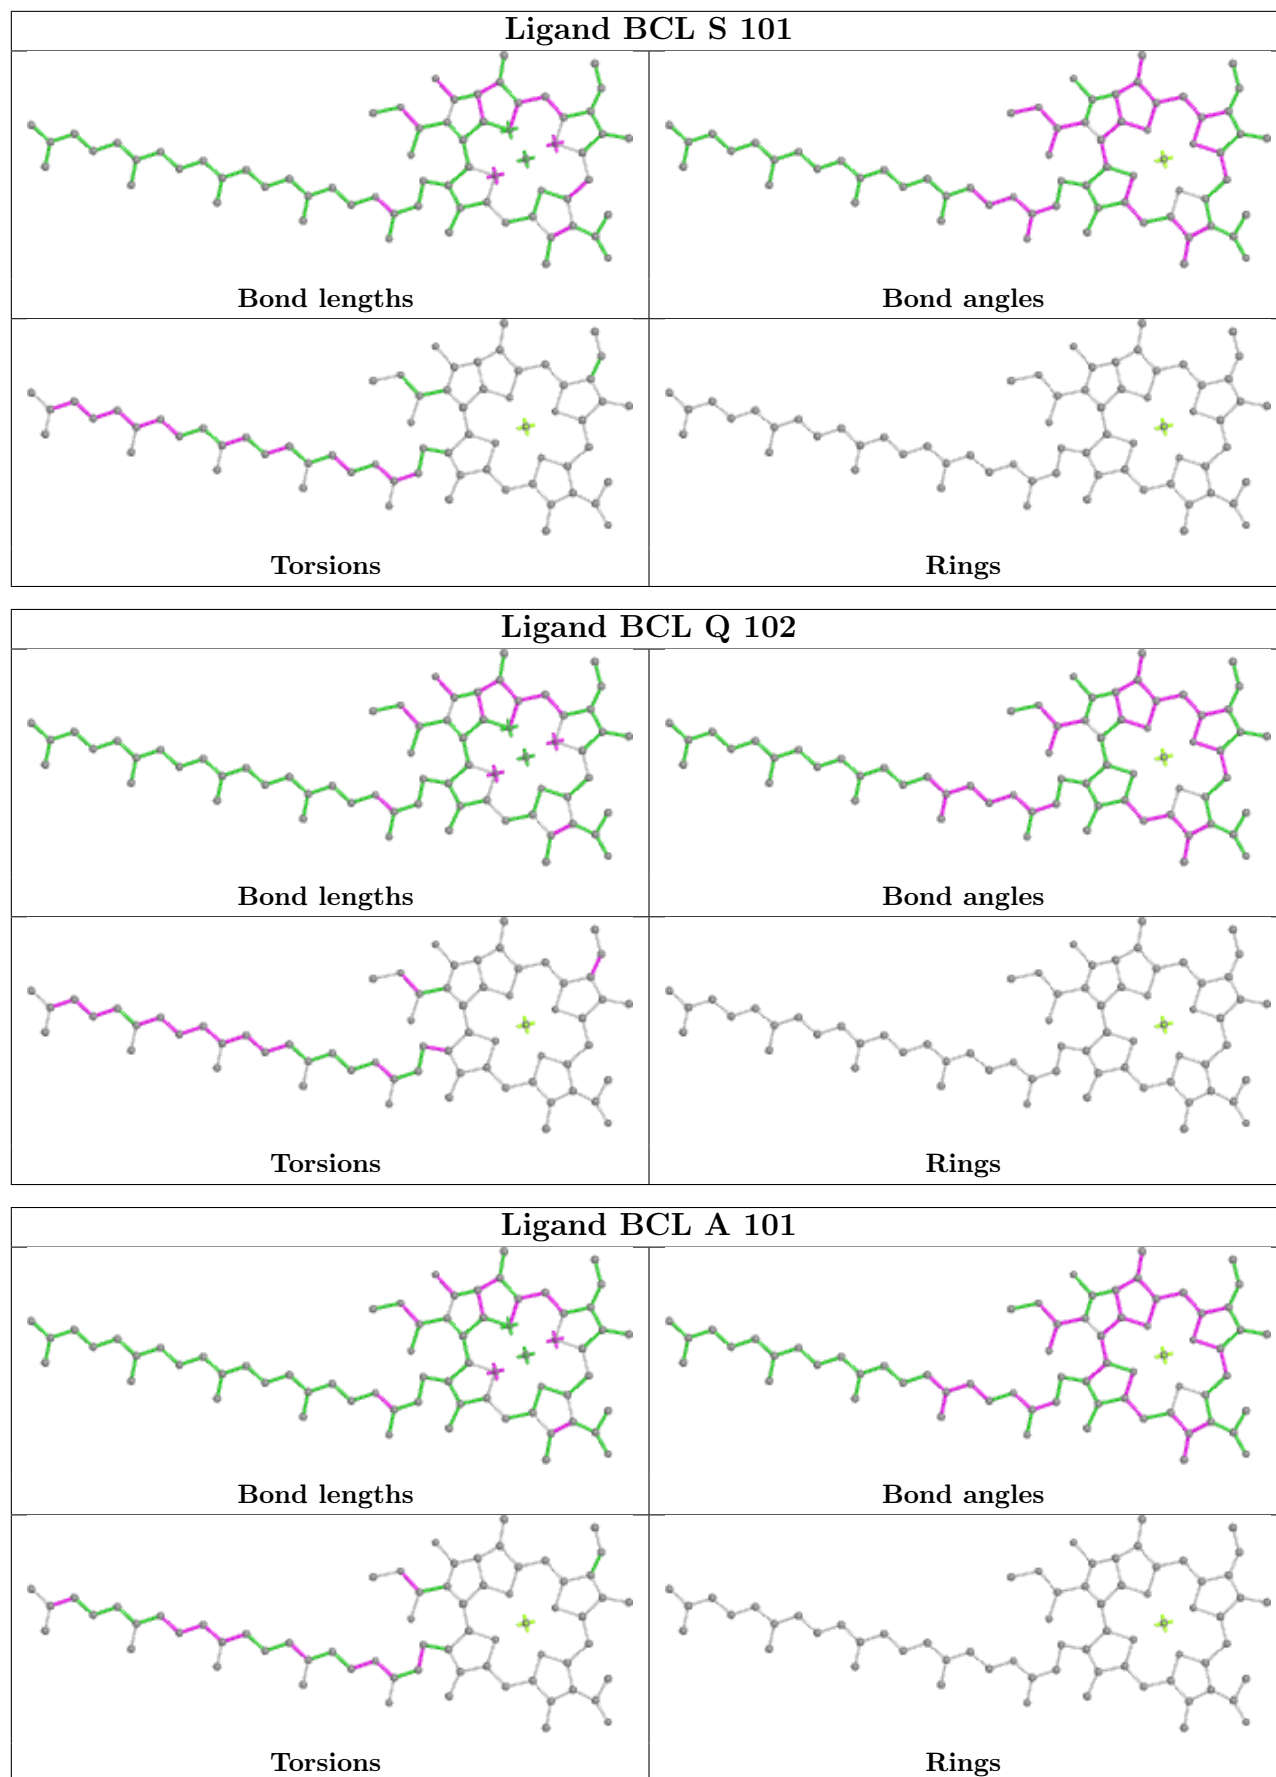 Ligand BCL S 101
Bond lengths
Bond angles
Torsions
Rings
Ligand BCL Q 102
Bond lengths
Bond angles
Torsions
Rings
Ligand BCL A 101
Bond lengths
Bond angles
Torsions
Rings